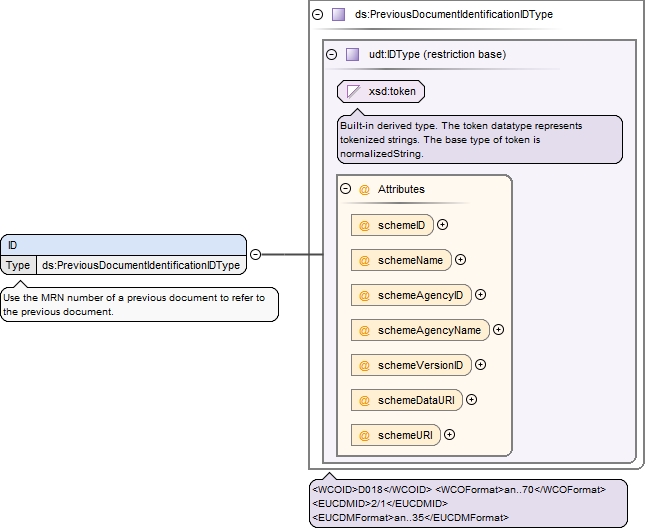 ds:PreviousDocumentIdentificationIDType
udt:IDType (restriction base)
xsd:token
Built-in derived type. The token datatype represents
tokenized strings. The base type of token is
normalizedString.
@ Attributes
@ schemeID
@ schemeName
@ schemeAgencyID
@ schemeAgencyName
@ schemeVersionID
@ schemeDataURI
@ schemeURI
ID
Type ds:PreviousDocumentIdentificationIDType
Use the MRN number of a previous document to refer to
the previous document.
<WCOID>D018</WCOID> <WCOFormat>an..70</WCOFormat>
<EUCDMID>2/1</EUCDMID>
<EUCDMFormat>an..35</EUCDMFormat>